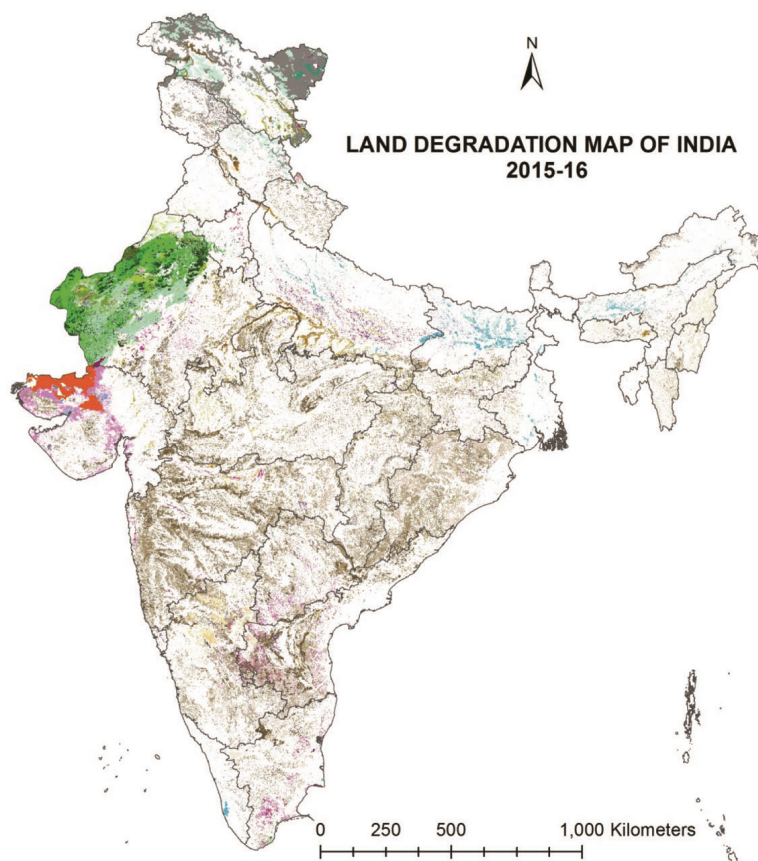 N
LAND DEGRADATION MAP OF INDIA
2015-16
0 250 500 1,000 Kilometers